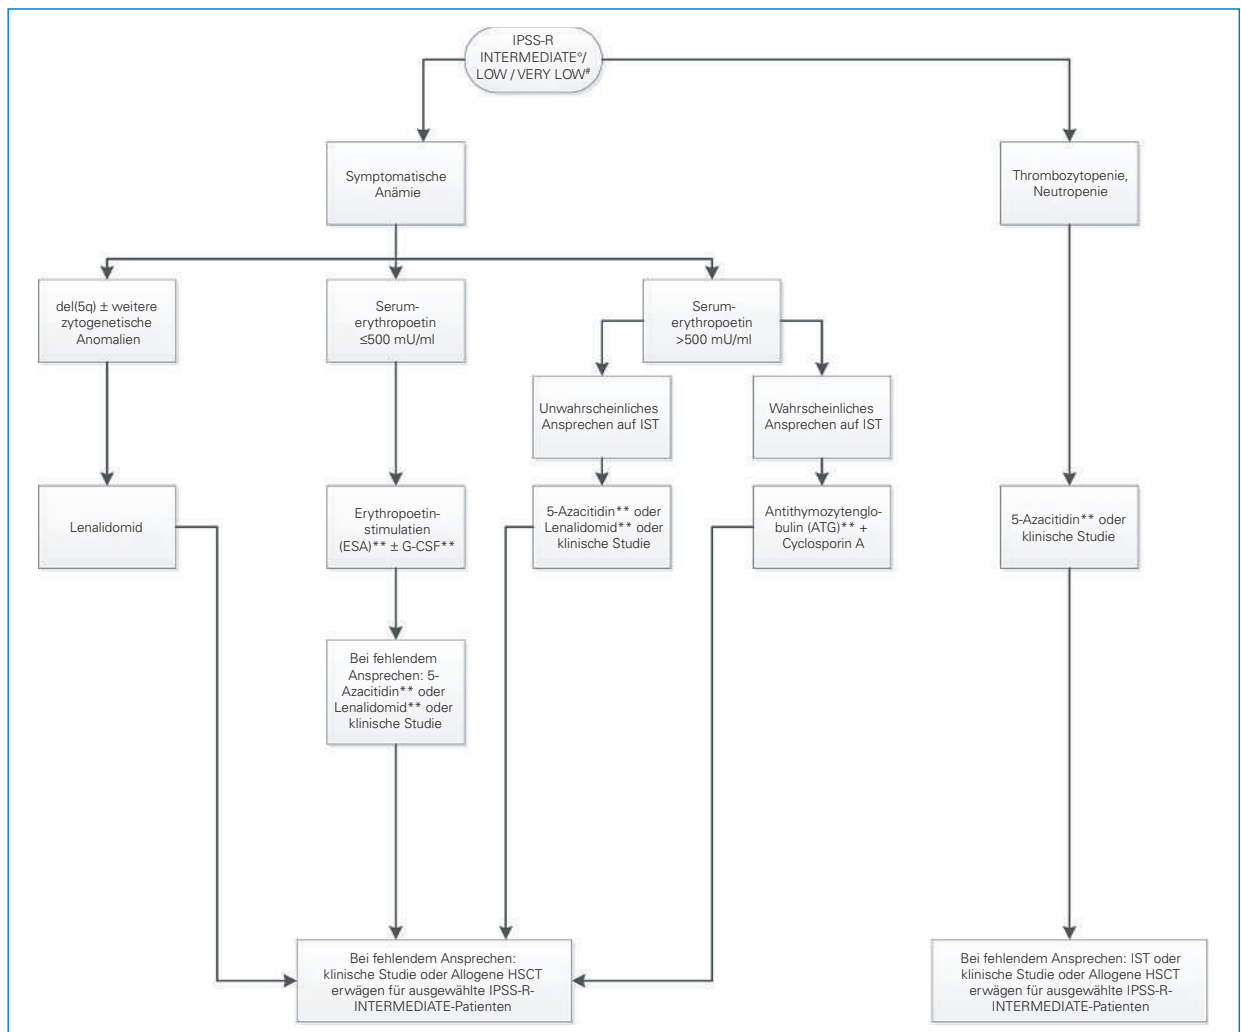 IPSS-R
INTERMEDIATE°/
LOW / VERY LOW#
Symptomatische
Anämie
Thrombozytopenie,
Neutropenie
del(5q) ± weitere
zytogenetische
Anomalien
Serum-
erythropoetin
≤500 mU/ml
Serum-
erythropoetin
>500 mU/ml
Unwahrscheinliches
Ansprechen auf IST
Wahrscheinliches
Ansprechen auf IST
Lenalidomid
Erythropoetin-
stimulatien
(ESA)** ± G-CSF**
5-Azacitidin** oder
Lenalidomid** oder
klinische Studie
Antithymozytenglo-
bulin (ATG)** +
Cyclosporin A
5-Azacitidin** oder
klinische Studie
Bei fehlendem
Ansprechen: 5-
Azacitidin** oder
Lenalidomid** oder
klinische Studie
Bei fehlendem Ansprechen:
klinische Studie oder Allogene HSCT
erwägen für ausgewählte IPSS-R-
INTERMEDIATE-Patienten
Bei fehlendem Ansprechen: IST oder
klinische Studie oder Allogene HSCT
erwägen für ausgewählte IPSS-R-
INTERMEDIATE-Patienten